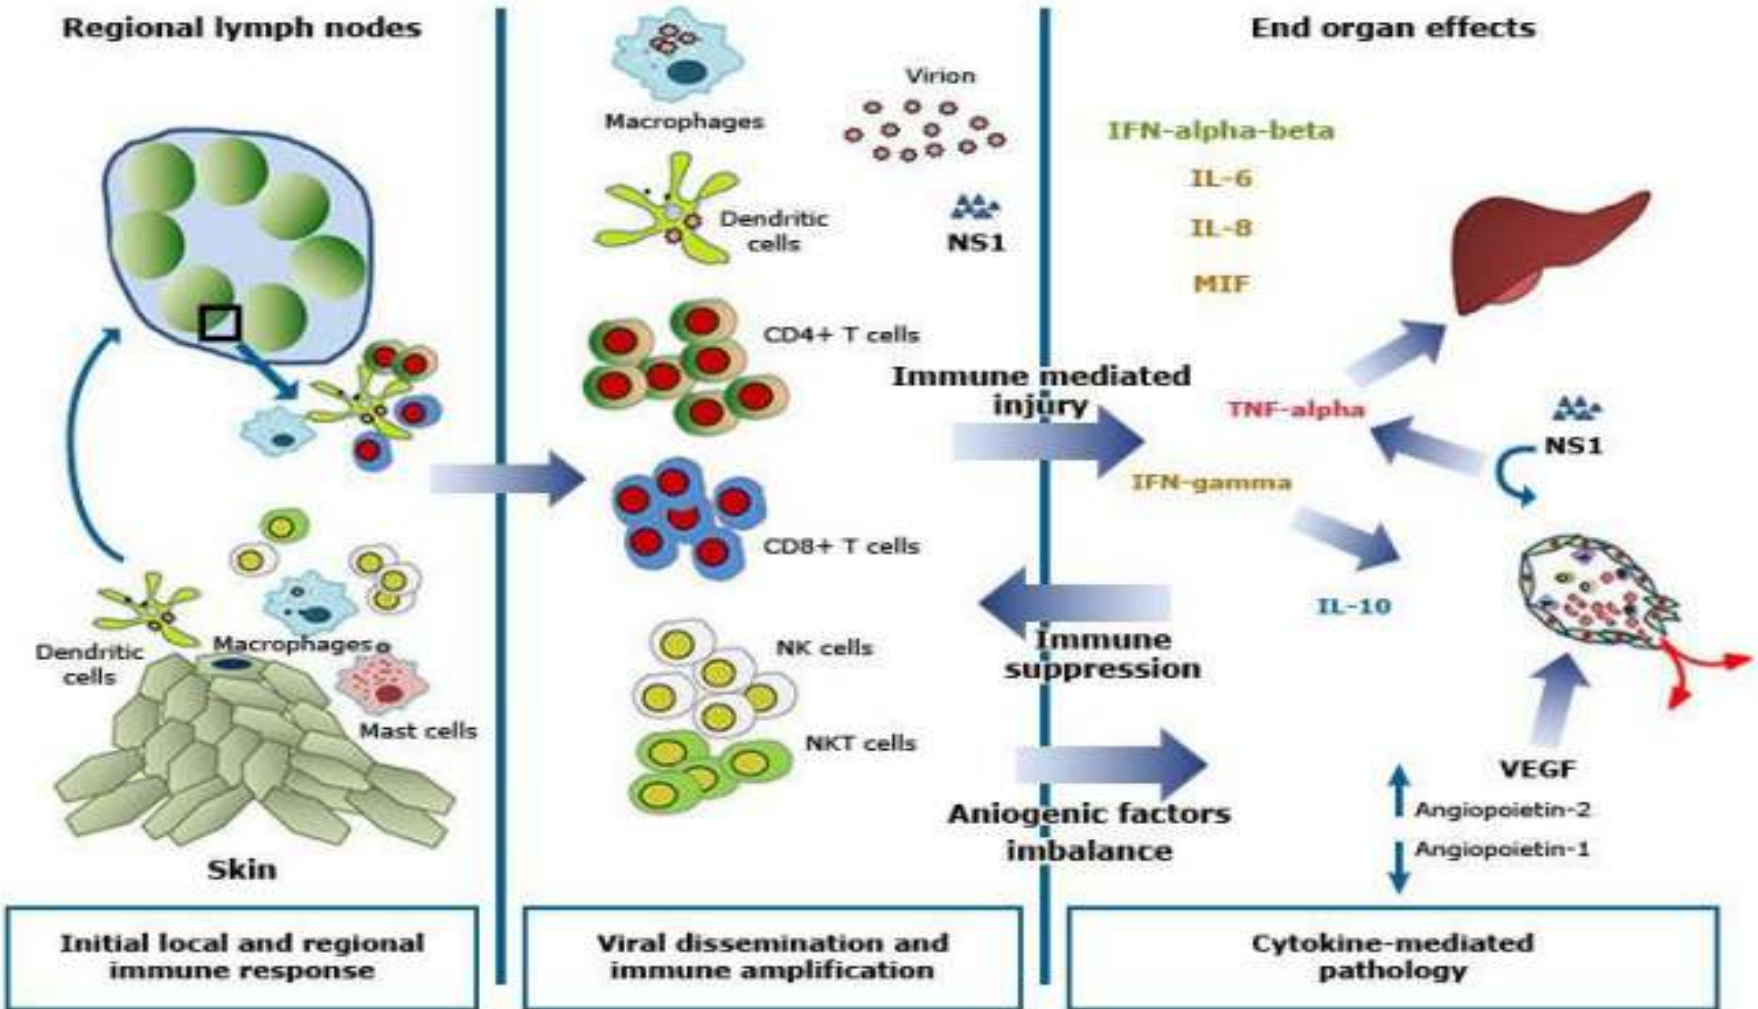 Regional lymph nodes
Dendritic
cells
Macrophages
Mast cells
Skin
Initial local and regional
immune response
Macrophages
Virion
Dendritic
cells
NS1
CD4+ T cells
CD8+ T cells
NK cells
NKT cells
Viral dissemination and
immune amplification
Immune mediated
injury
Immune
suppression
Aniogenic factors
imbalance
End organ effects
IFN-alpha-beta
IL-6
IL-8
MIF
TNF-alpha
NS1
IFN-gamma
IL-10
VEGF
Angiopoietin-2
Angiopoietin-1
Cytokine-mediated
pathology